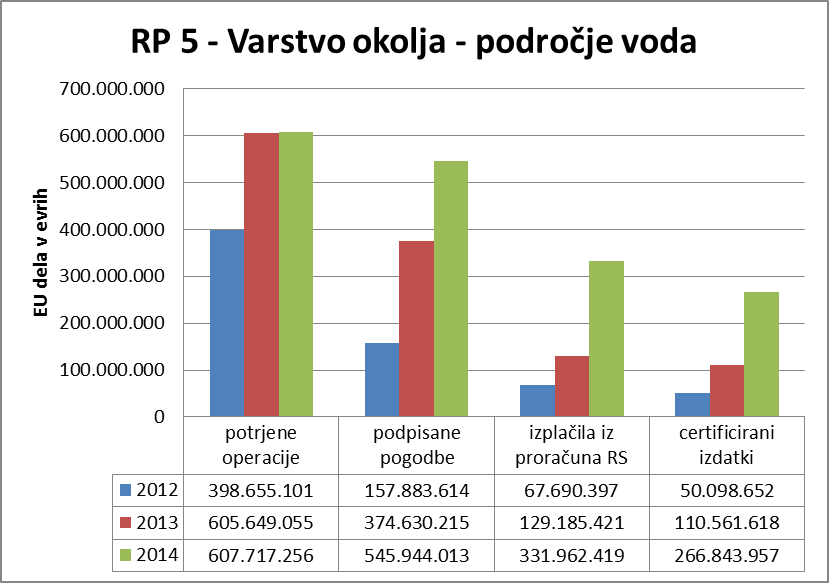 RP 5 - Varstvo okolja - področje voda
EU dela v evrih
700.000.000
600.000.000
500.000.000
400.000.000
300.000.000
200.000.000
100.000.000
0
potrjene operacije
podpisane pogodbe
izplačila iz proračuna RS
certificirani izdatki
2012 398.655.101 157.883.614 67.690.397 50.098.652
2013 605.649.055 374.630.215 129.185.421 110.561.618
2014 607.717.256 545.944.013 331.962.419 266.843.957